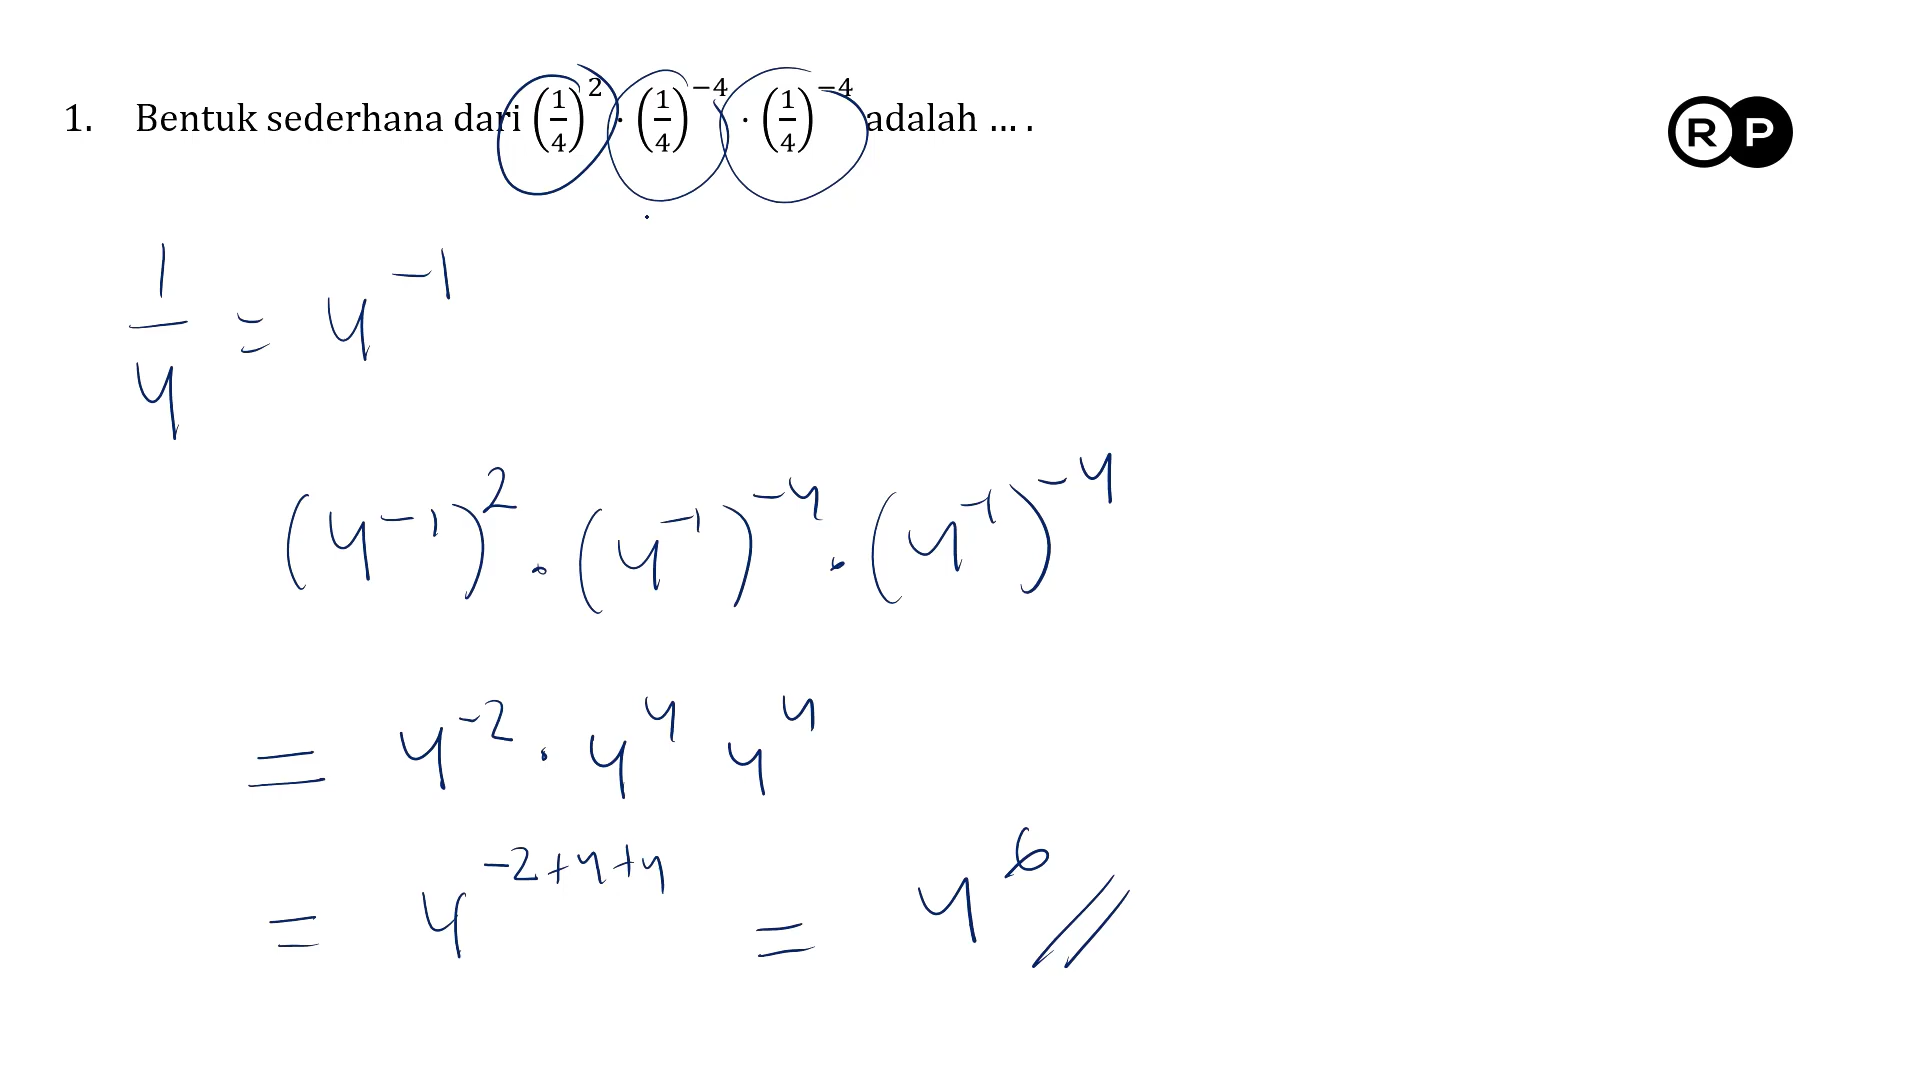 1. Bentuk sederhana dari (1/4)^2 · (1/4)^−4 · (1/4)^−4 adalah ... .
R P
1/4 = 4^−1
(4^−1)^2 · (4^−1)^−4 · (4^−1)^−4
= 4^−2 · 4^4 4^4
= 4^−2+4+4 = 4^6 //